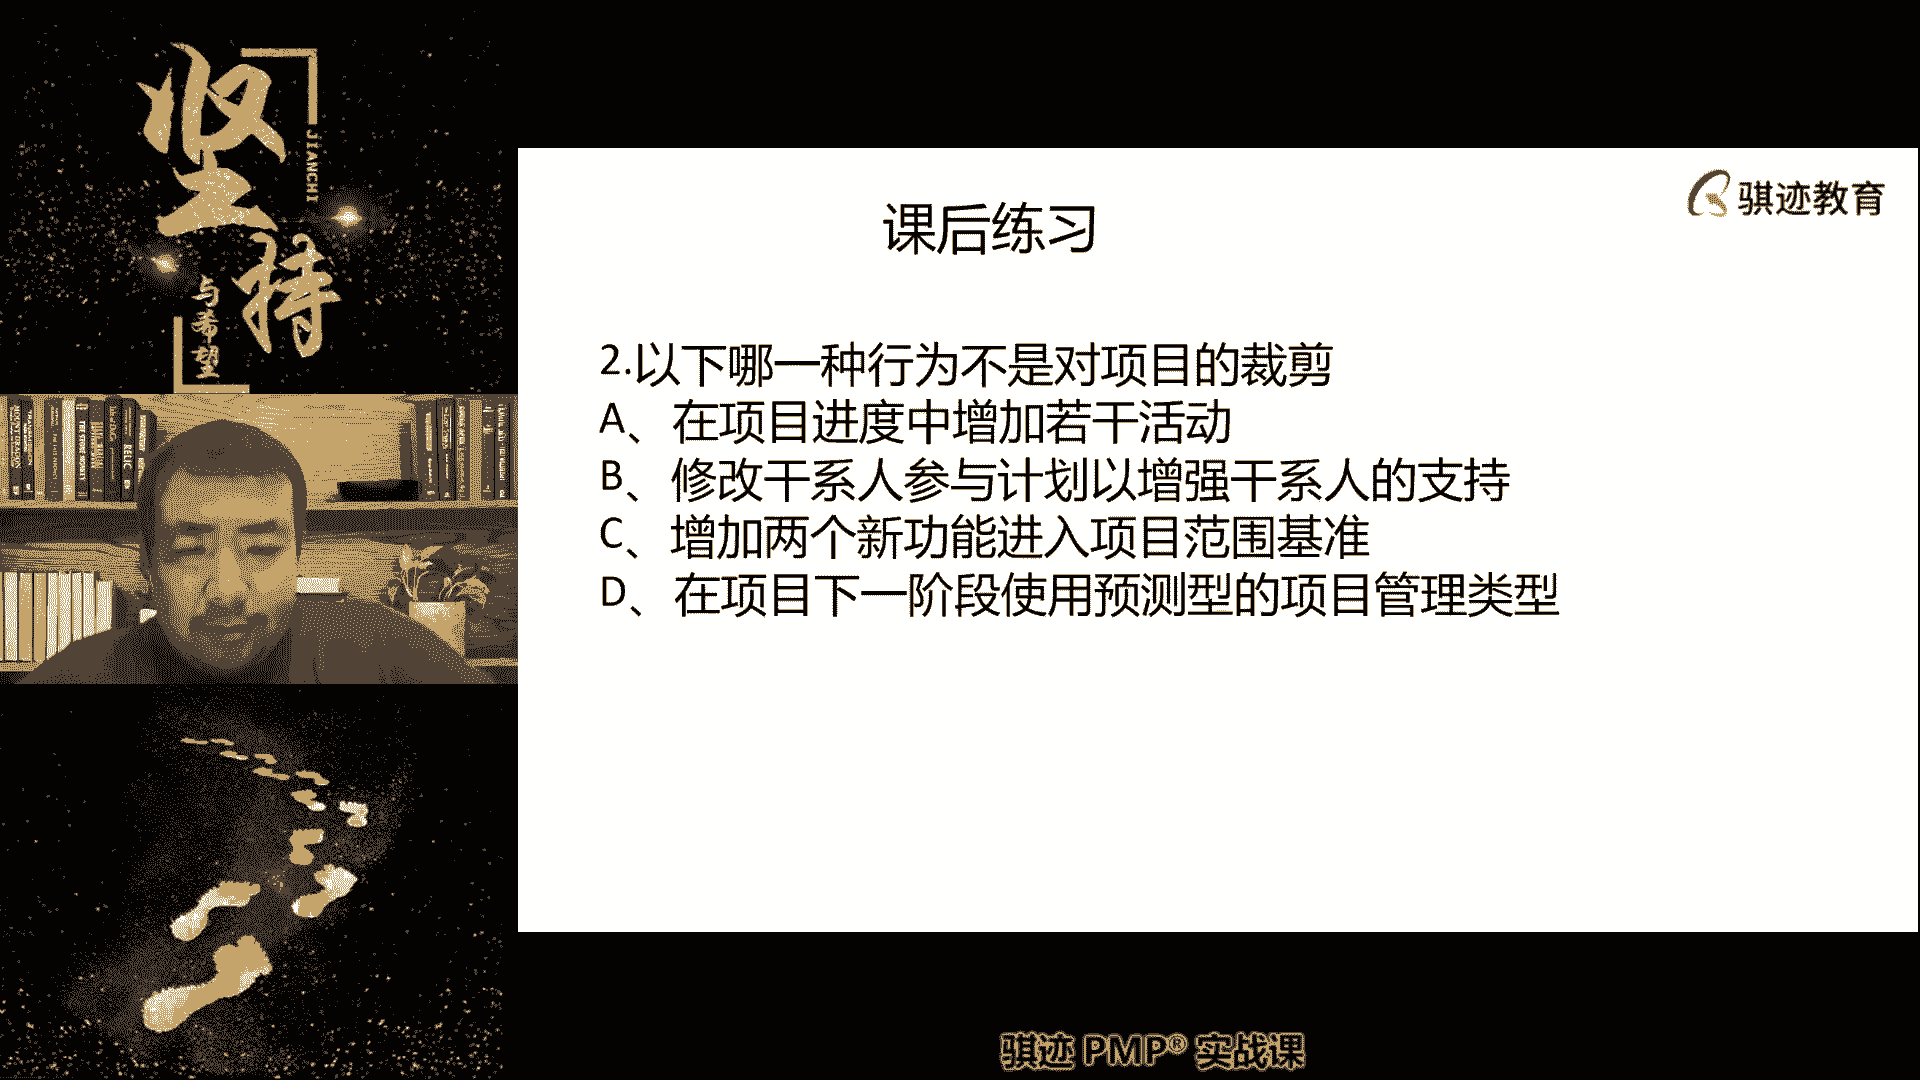 坚持
JIANCHI
与希望
骐迹教育
课后练习
2.以下哪一种行为不是对项目的裁剪
A、在项目进度中增加若干活动
B、修改干系人参与计划以增强干系人的支持
C、增加两个新功能进入项目范围基准
D、在项目下一阶段使用预测型的项目管理类型
骐迹 PMP® 实战课